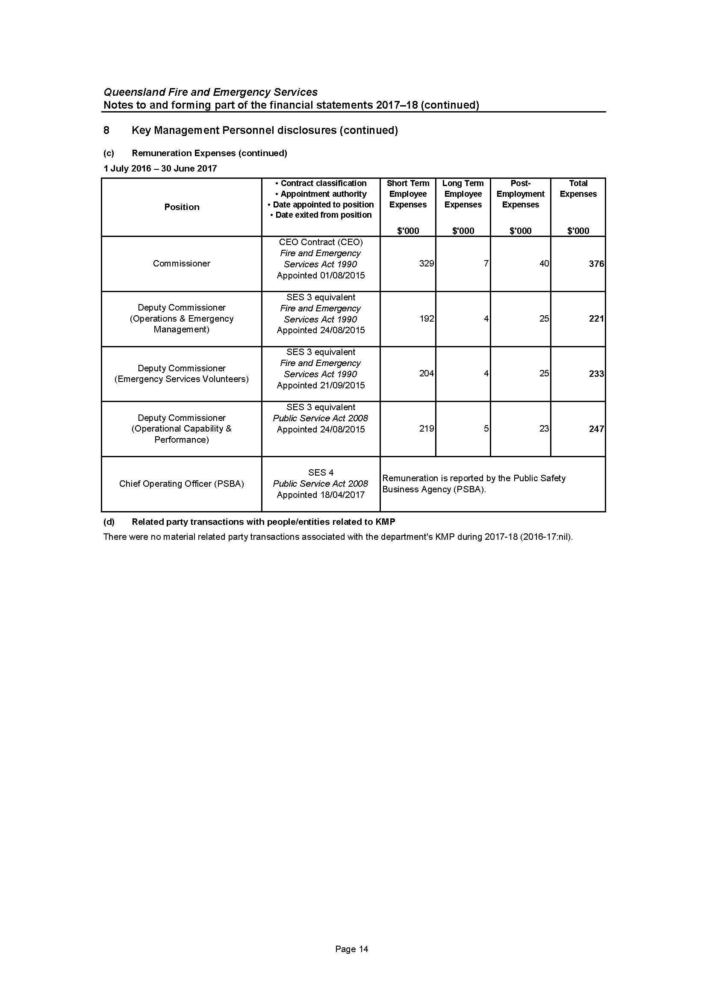 Queensland Fire and Emergency Services
Notes to and forming part of the financial statements 2017–18 (continued)
8 Key Management Personnel disclosures (continued)
(c) Remuneration Expenses (continued)
1 July 2016 – 30 June 2017
Position
• Contract classification
• Appointment authority
• Date appointed to position
• Date exited from position
Short Term
Employee
Expenses
$'000
Long Term
Employee
Expenses
$'000
Post-
Employment
Expenses
$'000
Total
Expenses
$'000
Commissioner
CEO Contract (CEO)
Fire and Emergency
Services Act 1990
Appointed 01/08/2015
329 7 40 376
Deputy Commissioner
(Operations & Emergency
Management)
SES 3 equivalent
Fire and Emergency
Services Act 1990
Appointed 24/08/2015
192 4 25 221
Deputy Commissioner
(Emergency Services Volunteers)
SES 3 equivalent
Fire and Emergency
Services Act 1990
Appointed 21/09/2015
204 4 25 233
Deputy Commissioner
(Operational Capability &
Performance)
SES 3 equivalent
Public Service Act 2008
Appointed 24/08/2015
219 5 23 247
Chief Operating Officer (PSBA)
SES 4
Public Service Act 2008
Appointed 18/04/2017
Remuneration is reported by the Public Safety
Business Agency (PSBA).
(d) Related party transactions with people/entities related to KMP
There were no material related party transactions associated with the department's KMP during 2017-18 (2016-17:nil).
Page 14